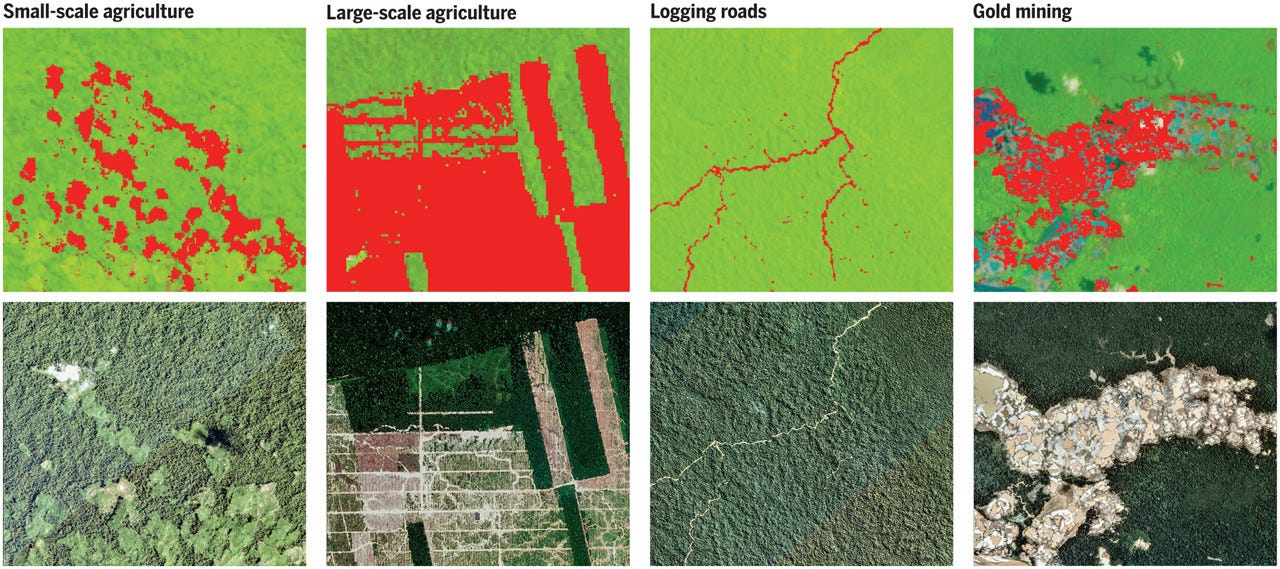 Small-scale agriculture
Large-scale agriculture
Logging roads
Gold mining